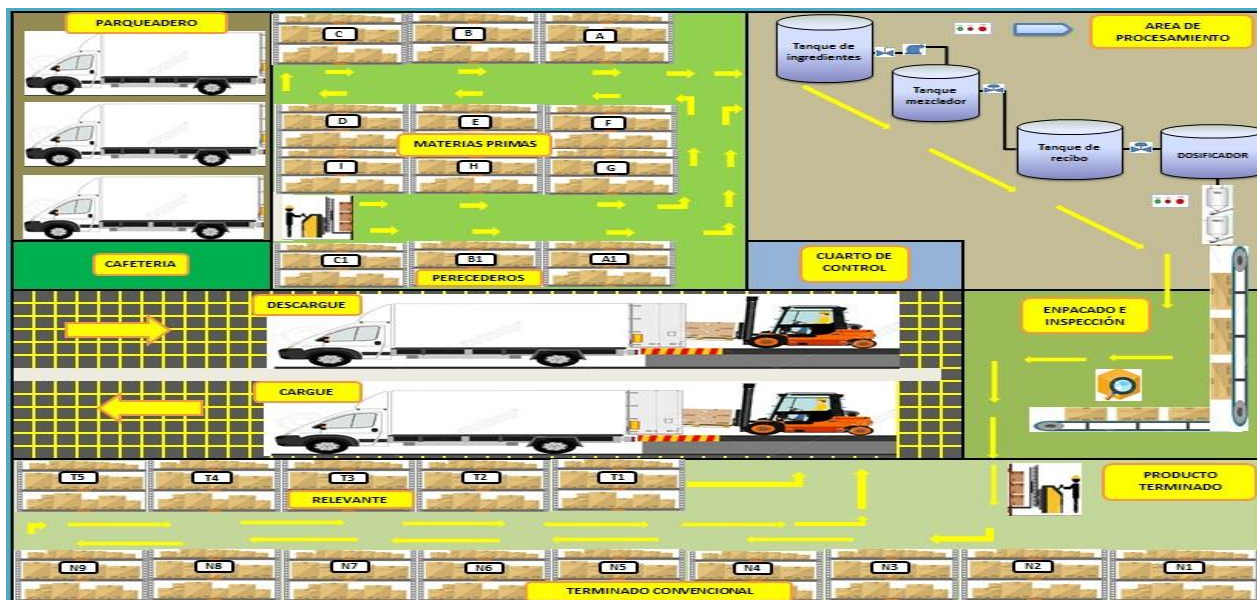 PARQUEADERO
C
B
A
D
E
F
MATERIAS PRIMAS
I
H
G
C1
B1
A1
PERECEDEROS
CAFETERIA
Tanque de
ingredientes
Tanque
mezclador
Tanque de
recibo
DOSIFICADOR
AREA DE
PROCESAMIENTO
CUARTO DE
CONTROL
DESCARGUE
CARGUE
ENPACADO E
INSPECCIÓN
T5
T4
T3
T2
T1
RELEVANTE
PRODUCTO
TERMINADO
N9
N8
N7
N6
N5
N4
N3
N2
N1
TERMINADO CONVENCIONAL